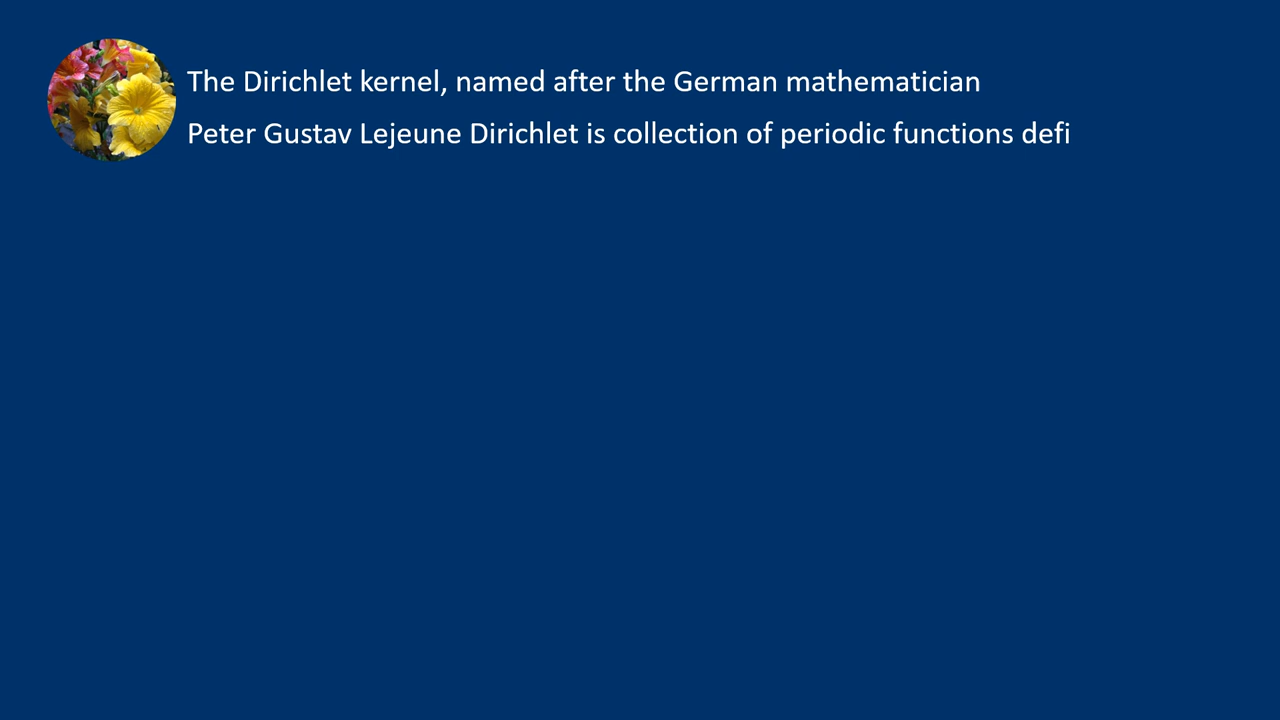 The Dirichlet kernel, named after the German mathematician
Peter Gustav Lejeune Dirichlet is collection of periodic functions defi